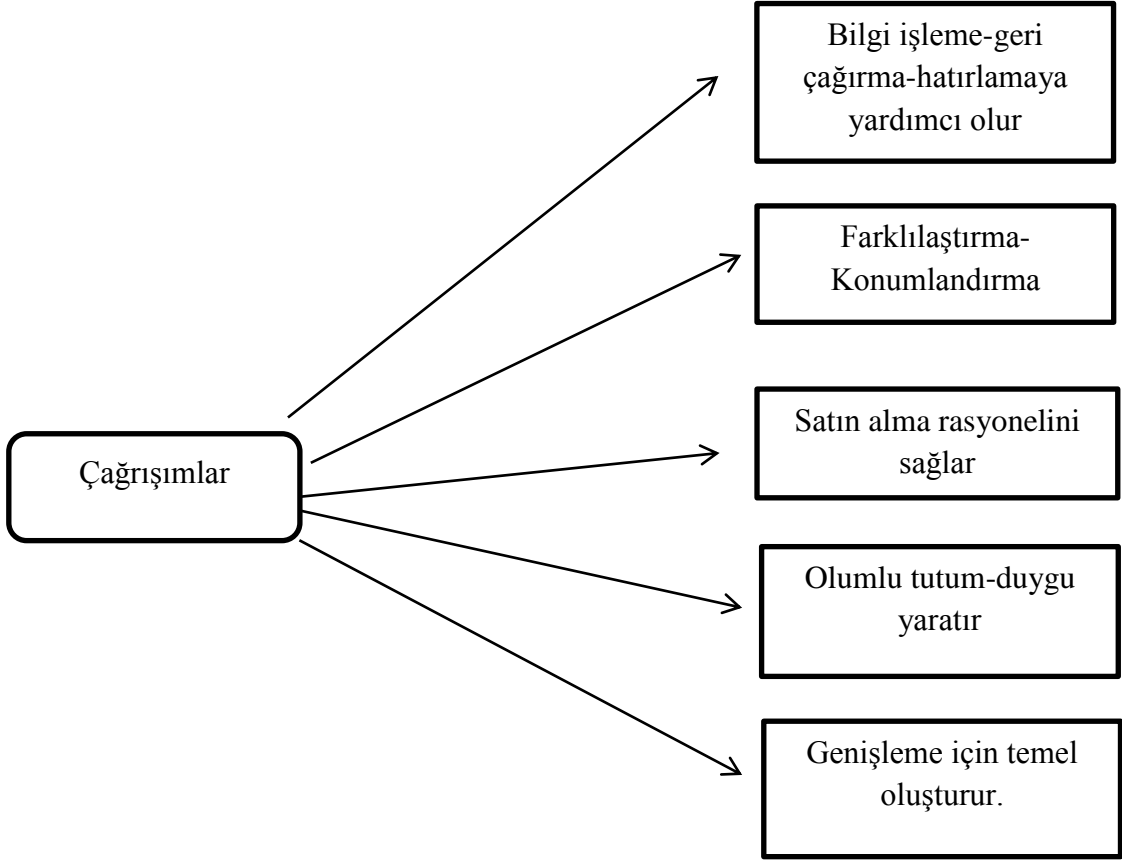 Bilgi işleme-geri
çağırma-hatırlamaya
yardımcı olur
Farklılaştırma-
Konumlandırma
Çağrışımlar
Satın alma rasyonelini
sağlar
Olumlu tutum-duygu
yaratır
Genişleme için temel
oluşturur.